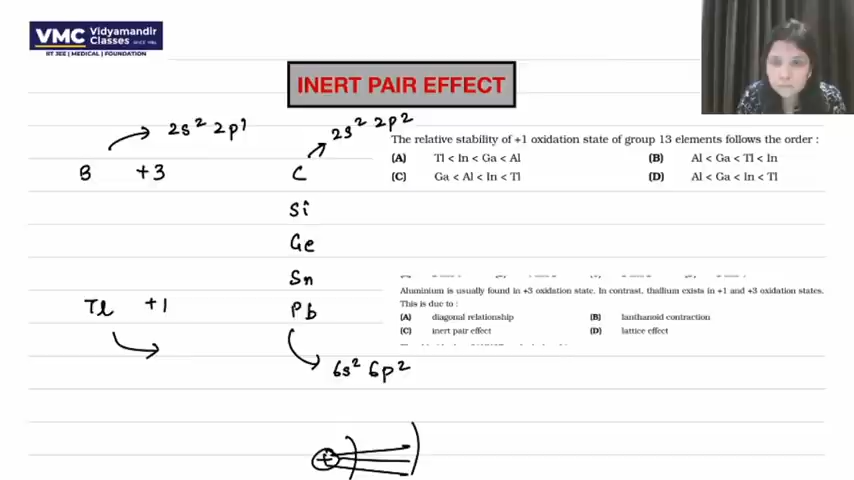 VMC Vidyamandir Classes SINCE 1986
IIT JEE | MEDICAL | FOUNDATION
INERT PAIR EFFECT
2s² 2p¹
2s² 2p²
B +3
C
Si
Ge
Sn
Tl +1
Pb
6s² 6p²
+
The relative stability of +1 oxidation state of group 13 elements follows the order :
(A) Tl < In < Ga < Al (B) Al < Ga < Tl < In
(C) Ga < Al < In < Tl (D) Al < Ga < In < Tl
Aluminium is usually found in +3 oxidation state. In contrast, thallium exists in +1 and +3 oxidation states.
This is due to :
(A) diagonal relationship (B) lanthanoid contraction
(C) inert pair effect (D) lattice effect